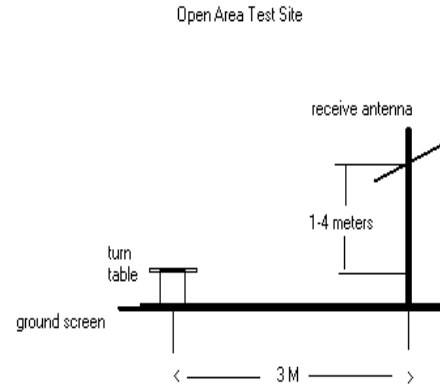 Open Area Test Site
receive antenna
1-4 meters
turn
table
ground screen
3 M